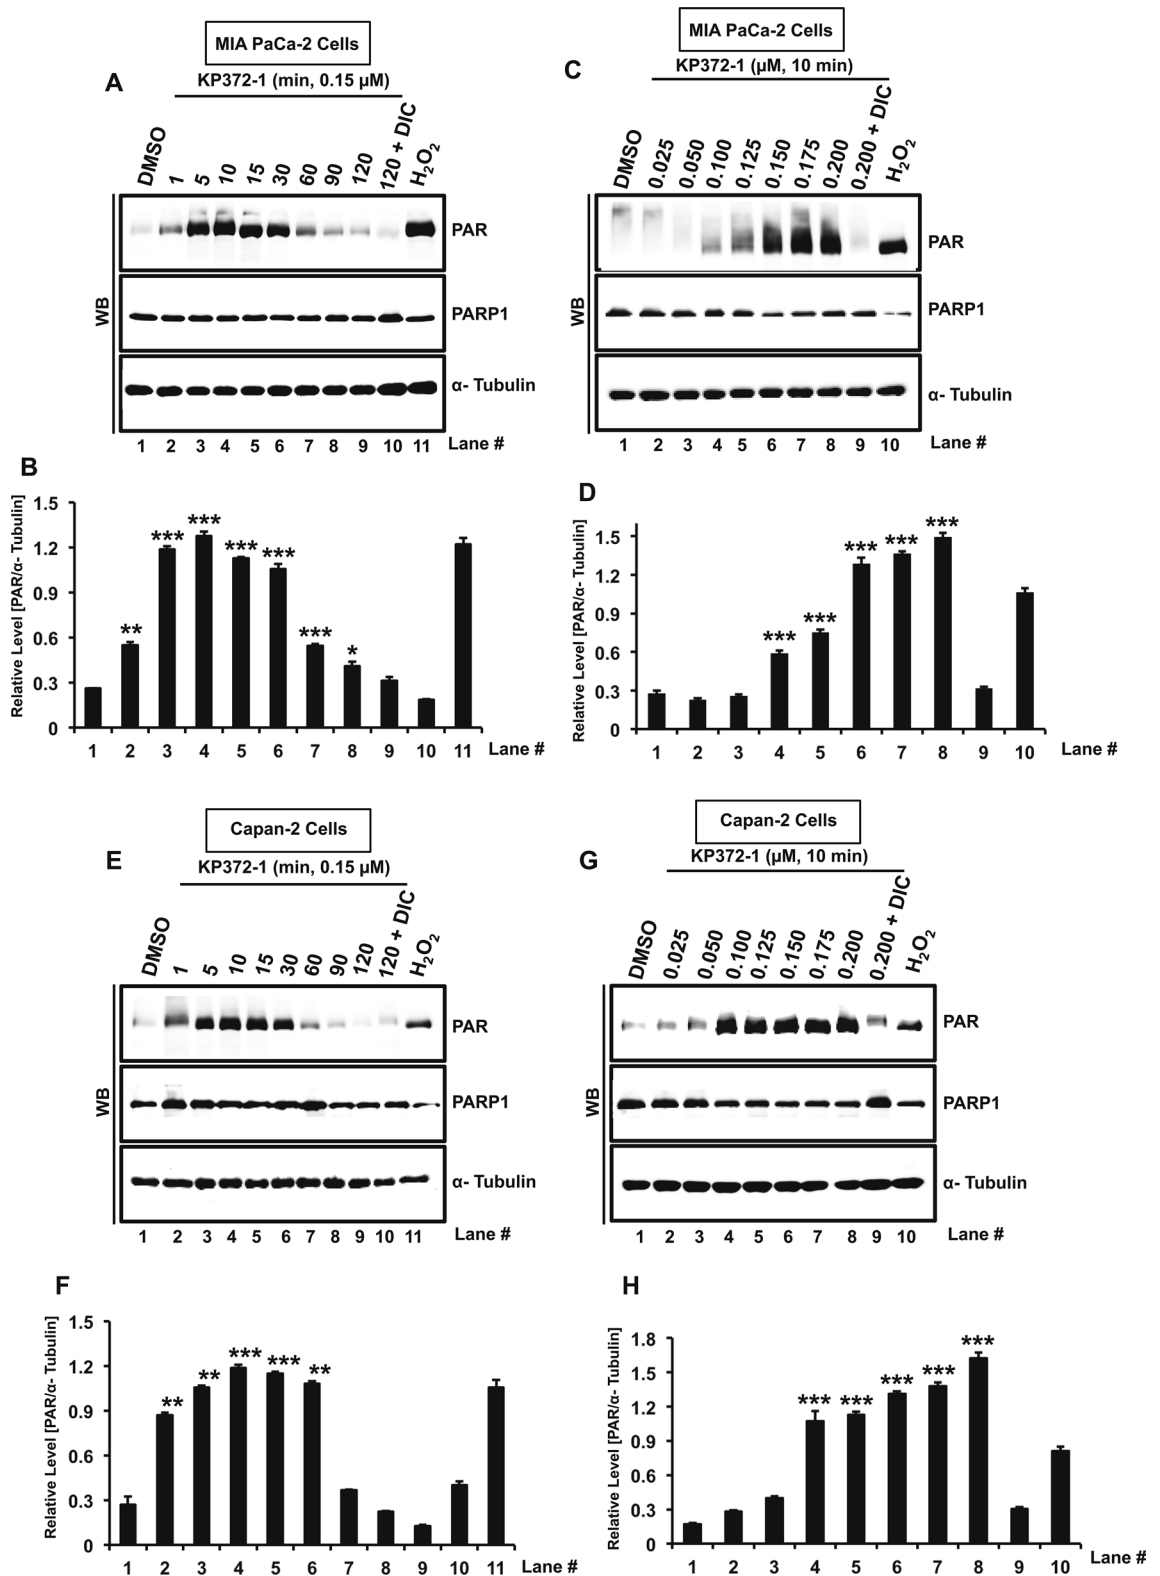 MIA PaCa-2 Cells
A
KP372-1 (min, 0.15 µM)
DMSO 1 5 10 15 30 60 90 120 120 + DIC H2O2
WB
PAR
PARP1
α- Tubulin
1 2 3 4 5 6 7 8 9 10 11 Lane #
B
Relative Level [PAR/α- Tubulin]
1.5
1.2
0.9
0.6
0.3
0
** *** *** *** *** *** *
1 2 3 4 5 6 7 8 9 10 11 Lane #
MIA PaCa-2 Cells
C
KP372-1 (µM, 10 min)
DMSO 0.025 0.050 0.100 0.125 0.150 0.175 0.200 0.200 + DIC H2O2
WB
PAR
PARP1
α- Tubulin
1 2 3 4 5 6 7 8 9 10 Lane #
D
Relative Level [PAR/α- Tubulin]
1.5
1.2
0.9
0.6
0.3
0
*** *** *** *** ***
1 2 3 4 5 6 7 8 9 10 Lane #
Capan-2 Cells
E
KP372-1 (min, 0.15 µM)
DMSO 1 5 10 15 30 60 90 120 120 + DIC H2O2
WB
PAR
PARP1
α- Tubulin
1 2 3 4 5 6 7 8 9 10 11 Lane #
F
Relative Level [PAR/α- Tubulin]
1.5
1.2
0.9
0.6
0.3
0
** ** *** *** **
1 2 3 4 5 6 7 8 9 10 11 Lane #
Capan-2 Cells
G
KP372-1 (µM, 10 min)
DMSO 0.025 0.050 0.100 0.125 0.150 0.175 0.200 0.200 + DIC H2O2
WB
PAR
PARP1
α- Tubulin
1 2 3 4 5 6 7 8 9 10 Lane #
H
Relative Level [PAR/α- Tubulin]
1.8
1.5
1.2
0.9
0.6
0.3
0
*** *** *** *** ***
1 2 3 4 5 6 7 8 9 10 Lane #